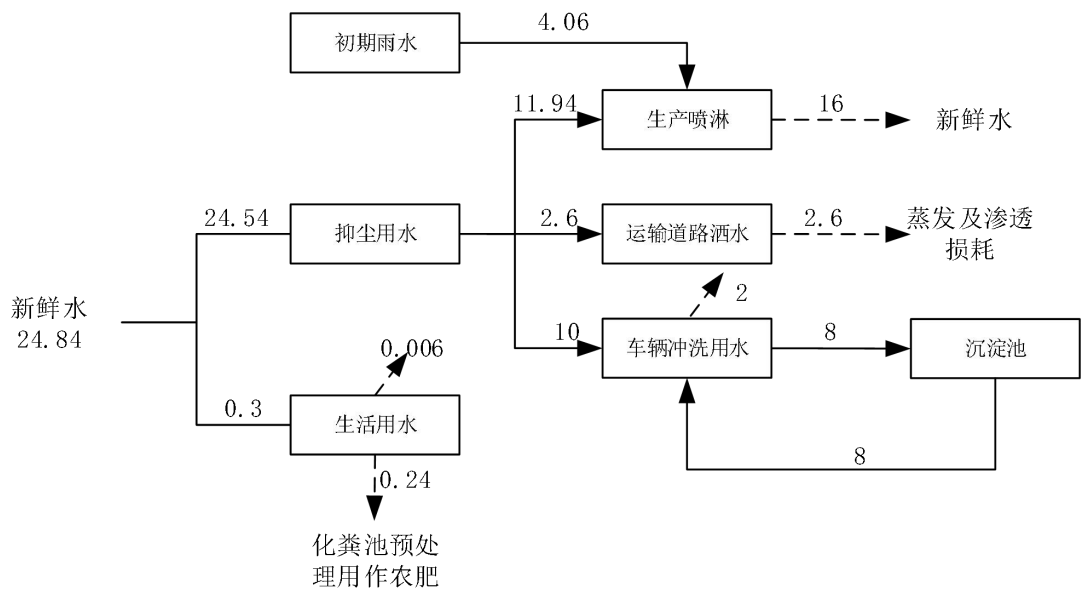 4.06
初期雨水
11.94
生产喷淋
16
新鲜水
24.54
抑尘用水
2.6
运输道路洒水
2.6
蒸发及渗透
损耗
2
新鲜水
24.84
10
车辆冲洗用水
8
沉淀池
0.006
0.3
生活用水
8
0.24
化粪池预处
理用作农肥